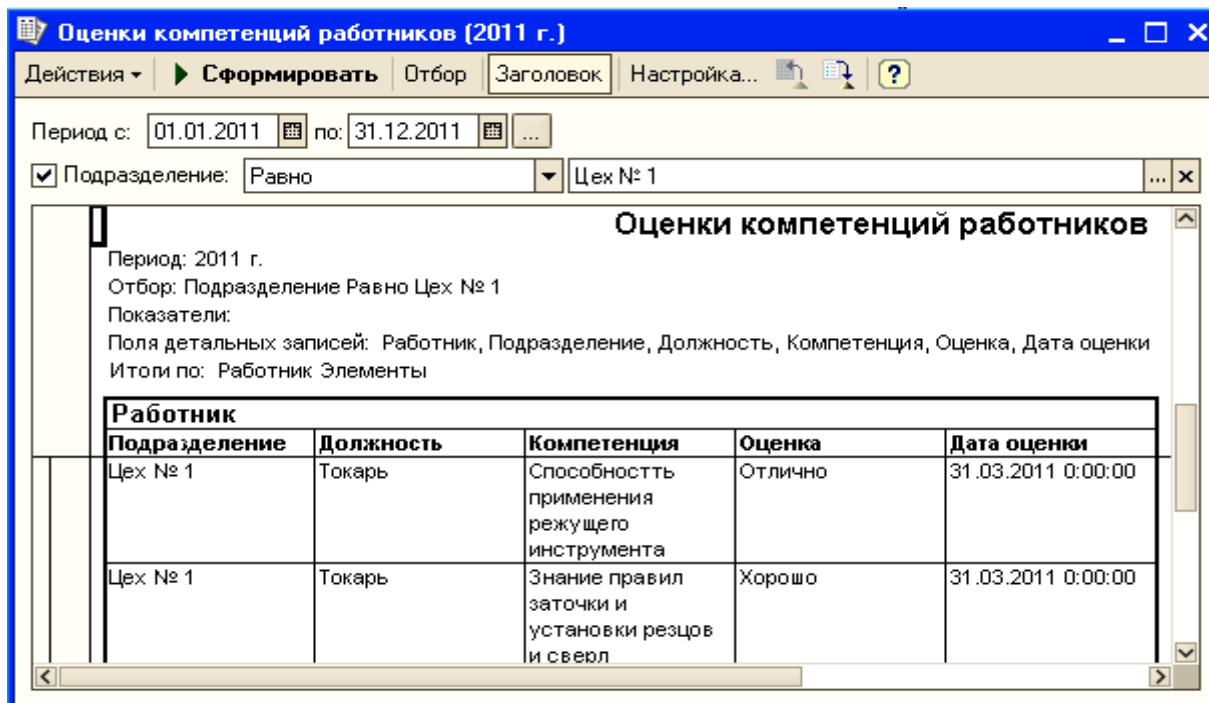 Оценки компетенций работников (2011 г.)
Действия Сформировать Отбор Заголовок Настройка... ?
Период с: 01.01.2011 по: 31.12.2011 ...
Подразделение: Равно Цех № 1 ... x
Оценки компетенций работников
Период: 2011 г.
Отбор: Подразделение Равно Цех № 1
Показатели:
Поля детальных записей: Работник, Подразделение, Должность, Компетенция, Оценка, Дата оценки
Итоги по: Работник Элементы
Работник
Подразделение Должность Компетенция Оценка Дата оценки
Цех № 1 Токарь Способностть Отлично 31.03.2011 0:00:00
применения
режущего
инструмента
Цех № 1 Токарь Знание правил Хорошо 31.03.2011 0:00:00
заточки и
установки резцов
и сверл